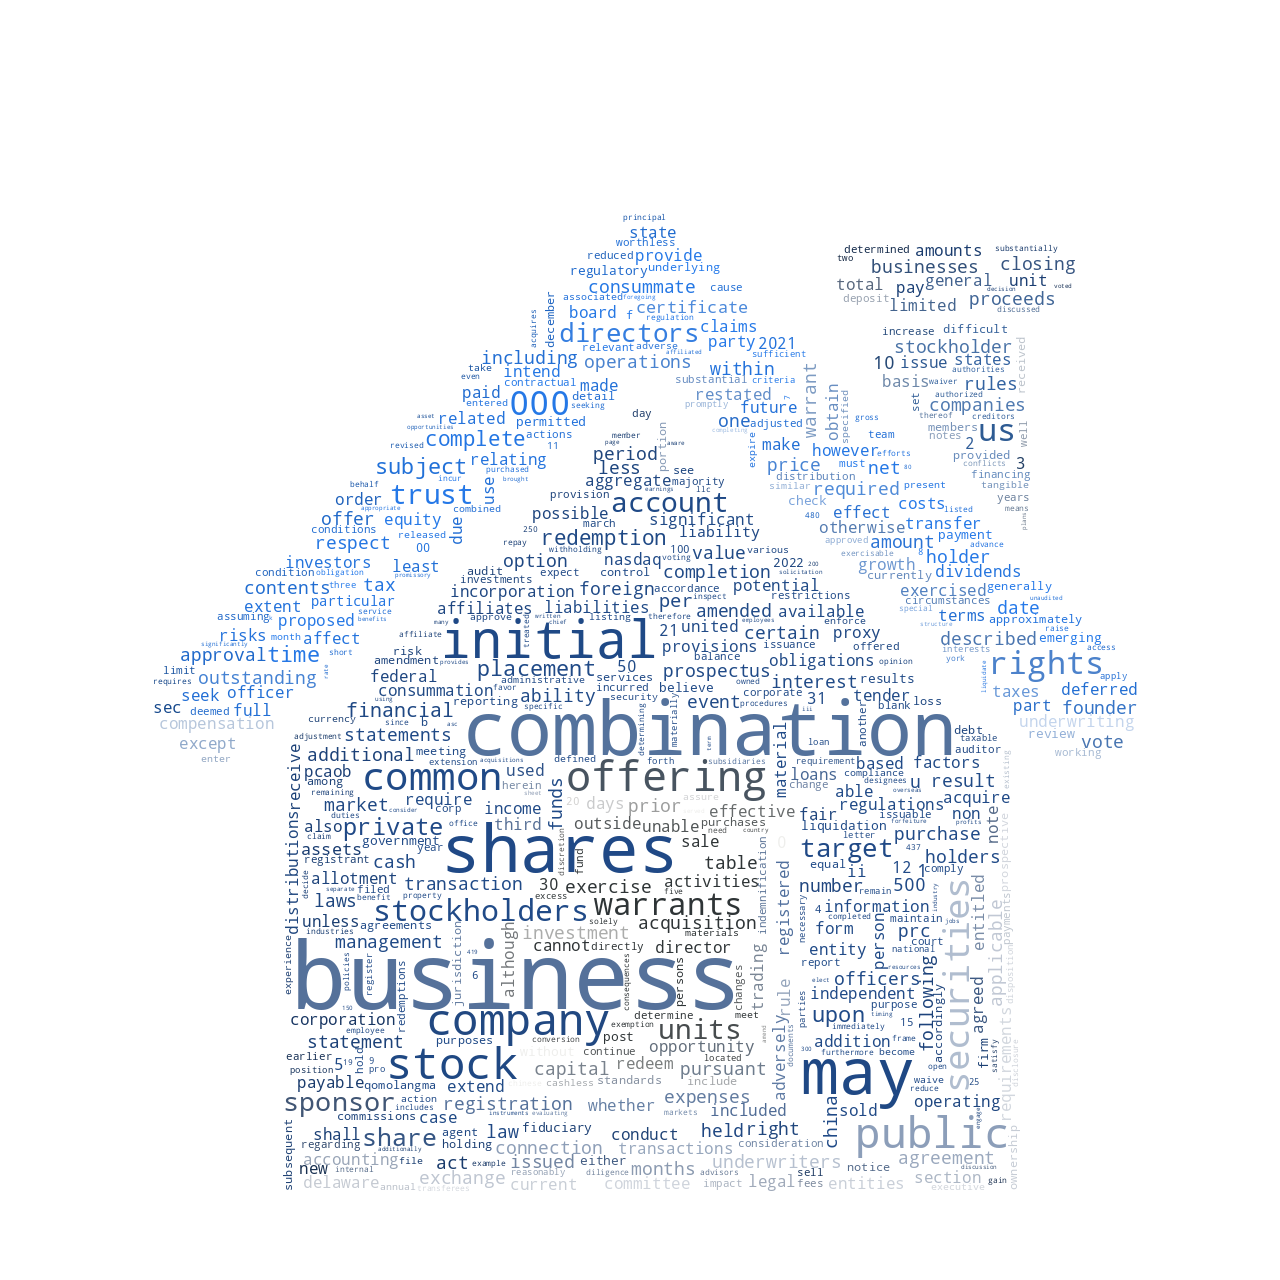 principal
state
worthless
reduced provide
regulatory underlying
consummate cause
associated foregoing
december board f certificate
acquires regulation
directors claims
relevant adverse party 2021
including operations affiliated sufficient
take intend within
even contractual made substantial criteria
paid 000 detail restated
entered seeking promptly future
related permitted day one adjusted
asset opportunities complete actions member completing
revised 11 period page aware
subject relating less portion make
incur purchased brought aggregate see expire
behalf trust use provision majority
order appropriate combined earnings llc
offer equity due possible account
conditions released 250 march significant
respect 00 repay redemption liability
investors least withholding nasdaq 100 voting value various
condition obligation promissory option control completion 2022 200
contents three tax audit expect solicitation
extent particular investments foreign accordance inspect potential restrictions
assuming service benefits incorporation per amended available
affiliates liabilities therefore employees enforce
risks month affect many approve written chief listing 21 united certain proxy
significantly short affiliate initial provisions issuance offered
approval time treated balance obligations opinion
limit risk amendment provides placement 50 prospectus
requires rate federal administrative services owned interest results
outstanding using consummation favor incurred believe corporate tender
seek officer reporting specific ability security event procedures 31 blank loss
sec deemed full currency financial determining materially iii another
compensation since b asc combination
except adjustment statements term loan debt taxable
enter additional meeting acquisitions defined forth subsidiaries requirement auditor
determined amounts substantially
two businesses closing
total pay general unit voted
deposit limited decision proceeds
discussed
increase difficult
stockholder received
10 issue states
authorities
warrant basis waiver rules
obtain specified set authorized companies
7 gross thereof creditors
team members us well
however efforts notes 2
price must net 80 provided 3
distribution conflicts financing
similar required present tangible
check costs listed years
480 effect means plans
otherwise transfer
approved amount payment advance
exercisable 8 holder
growth currently dividends
exercised generally
circumstances unaudited
special date
terms approximately
structure raise
described emerging
interests access
york rights
liquidate apply
taxes deferred
part founder
underwriting
review vote
working
extension offering based factors
pcaob common used material loans compliance existing
among herein change designees overseas u result
remaining sheet able acquire
market consider require income funds 20 days prior assure effective regulations non
duties corp outside unable purchases fair issuable forfeiture profits note
also private office third need country liquidation letter purchase
claim government shares sale target 437
assets year discretion fund table equal holders
distributions receive registrant cash ii 12 1 comply
decide allotment transaction 30 exercise activities indemnification number remain 500 prospective
separate filed benefit property excess five industry
laws stockholders warrants registered necessary 4 information securities entitled payments
unless agreements solely acquisition completed maintain jobs applicable
industries investment materials form person prc
management jurisdiction although cannot directly director entity court national
experience 419 report resources disposition
policies register business 6 consequences persons changes trading elect officers following
redemptions rule parties independent purpose agreed
150 upon timing accordingly
corporation company determine meet immediately 15
employee exemption units amend
statement purposes conversion post documents addition frame firm satisfy
earlier without continue opportunity furthermore become disclosure
position 5 19 hold 9 stock located open
pro capital redeem pursuant adversely 300 may requirements
payable qomolangma extend cashless standards include waive 25
reduce
sponsor action registration whether expenses operating
includes instruments evaluating markets included china sold
commissions case engage
subsequent shall share agent law fiduciary conduct held right public ownership
regarding additionally holding connection transactions consideration
accounting file act example issued either underwriters agreement
new internal reasonably diligence months advisors sell notice discussion
delaware annual transferees exchange current committee impact legal fees entities section executive gain